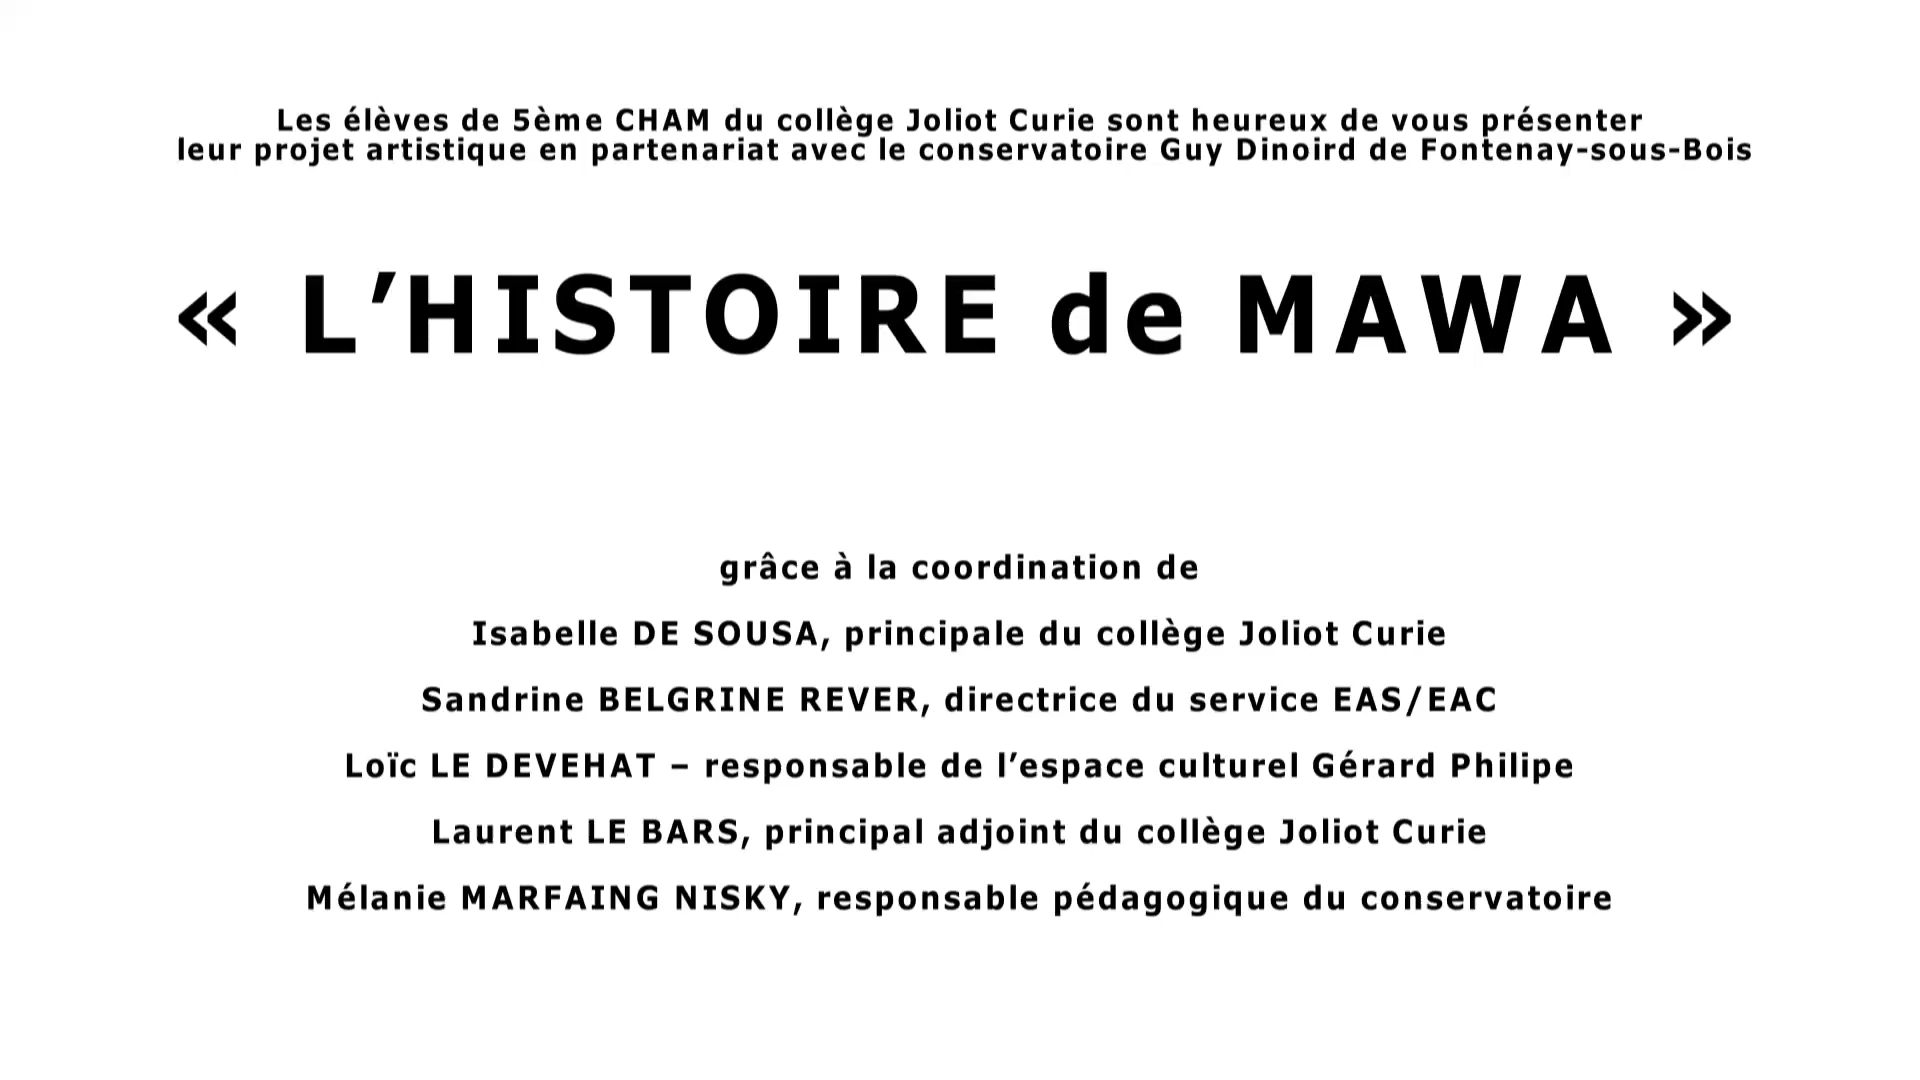 Les élèves de 5ème CHAM du collège Joliot Curie sont heureux de vous présenter
leur projet artistique en partenariat avec le conservatoire Guy Dinoird de Fontenay-sous-Bois
« L’HISTOIRE de MAWA »
grâce à la coordination de
Isabelle DE SOUSA, principale du collège Joliot Curie
Sandrine BELGRINE REVER, directrice du service EAS/EAC
Loïc LE DEVEHAT – responsable de l’espace culturel Gérard Philipe
Laurent LE BARS, principal adjoint du collège Joliot Curie
Mélanie MARFAING NISKY, responsable pédagogique du conservatoire